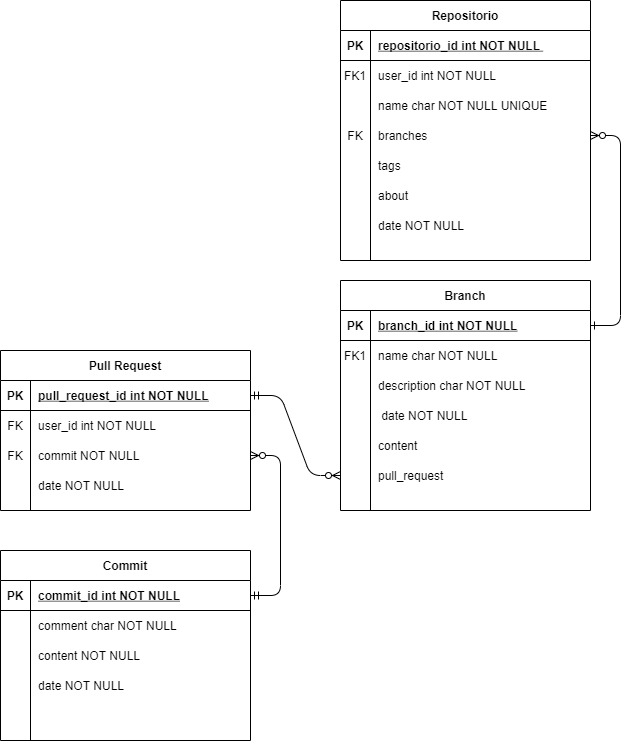 Repositorio
PK repositorio_id int NOT NULL
FK1 user_id int NOT NULL
name char NOT NULL UNIQUE
FK branches
tags
about
date NOT NULL
Branch
PK branch_id int NOT NULL
FK1 name char NOT NULL
description char NOT NULL
date NOT NULL
content
pull_request
Pull Request
PK pull_request_id int NOT NULL
FK user_id int NOT NULL
FK commit NOT NULL
date NOT NULL
Commit
PK commit_id int NOT NULL
comment char NOT NULL
content NOT NULL
date NOT NULL